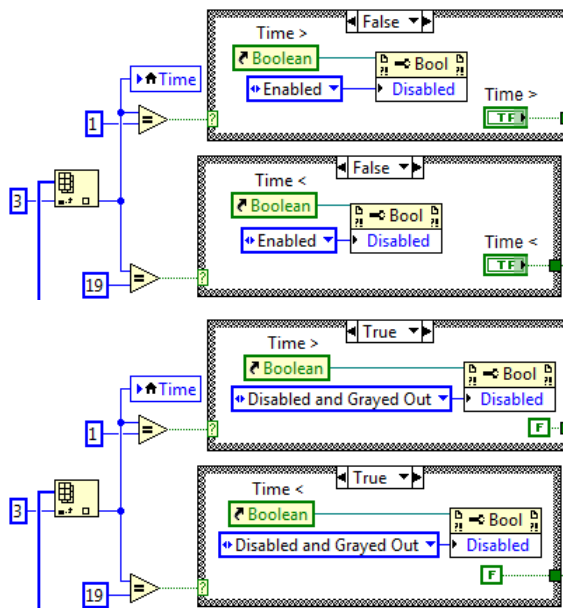 False
Time >
Boolean
Bool
Time
Enabled
Disabled
Time >
1
=
?
TF
False
Time <
3
Boolean
Bool
Enabled
Disabled
Time <
19
=
?
TF
True
Time >
Boolean
Bool
Time
Disabled and Grayed Out
Disabled
1
=
?
F
True
Time <
3
Boolean
Bool
Disabled and Grayed Out
Disabled
19
=
?
F